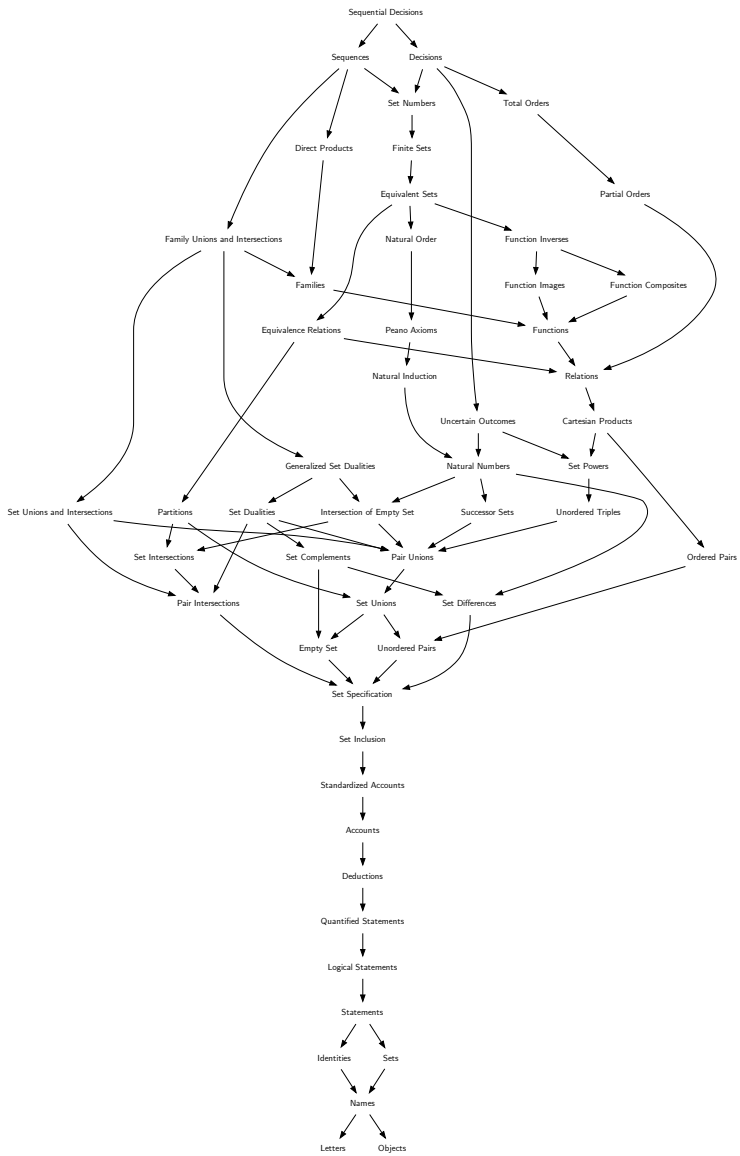 Sequential Decisions
Sequences
Decisions
Set Numbers
Total Orders
Direct Products
Finite Sets
Equivalent Sets
Partial Orders
Family Unions and Intersections
Natural Order
Function Inverses
Families
Function Images
Function Composites
Equivalence Relations
Peano Axioms
Functions
Natural Induction
Relations
Uncertain Outcomes
Cartesian Products
Generalized Set Dualities
Natural Numbers
Set Powers
Set Unions and Intersections
Partitions
Set Dualities
Intersection of Empty Set
Successor Sets
Unordered Triples
Set Intersections
Set Complements
Pair Unions
Ordered Pairs
Pair Intersections
Set Unions
Set Differences
Empty Set
Unordered Pairs
Set Specification
Set Inclusion
Standardized Accounts
Accounts
Deductions
Quantified Statements
Logical Statements
Statements
Identities
Sets
Names
Letters
Objects